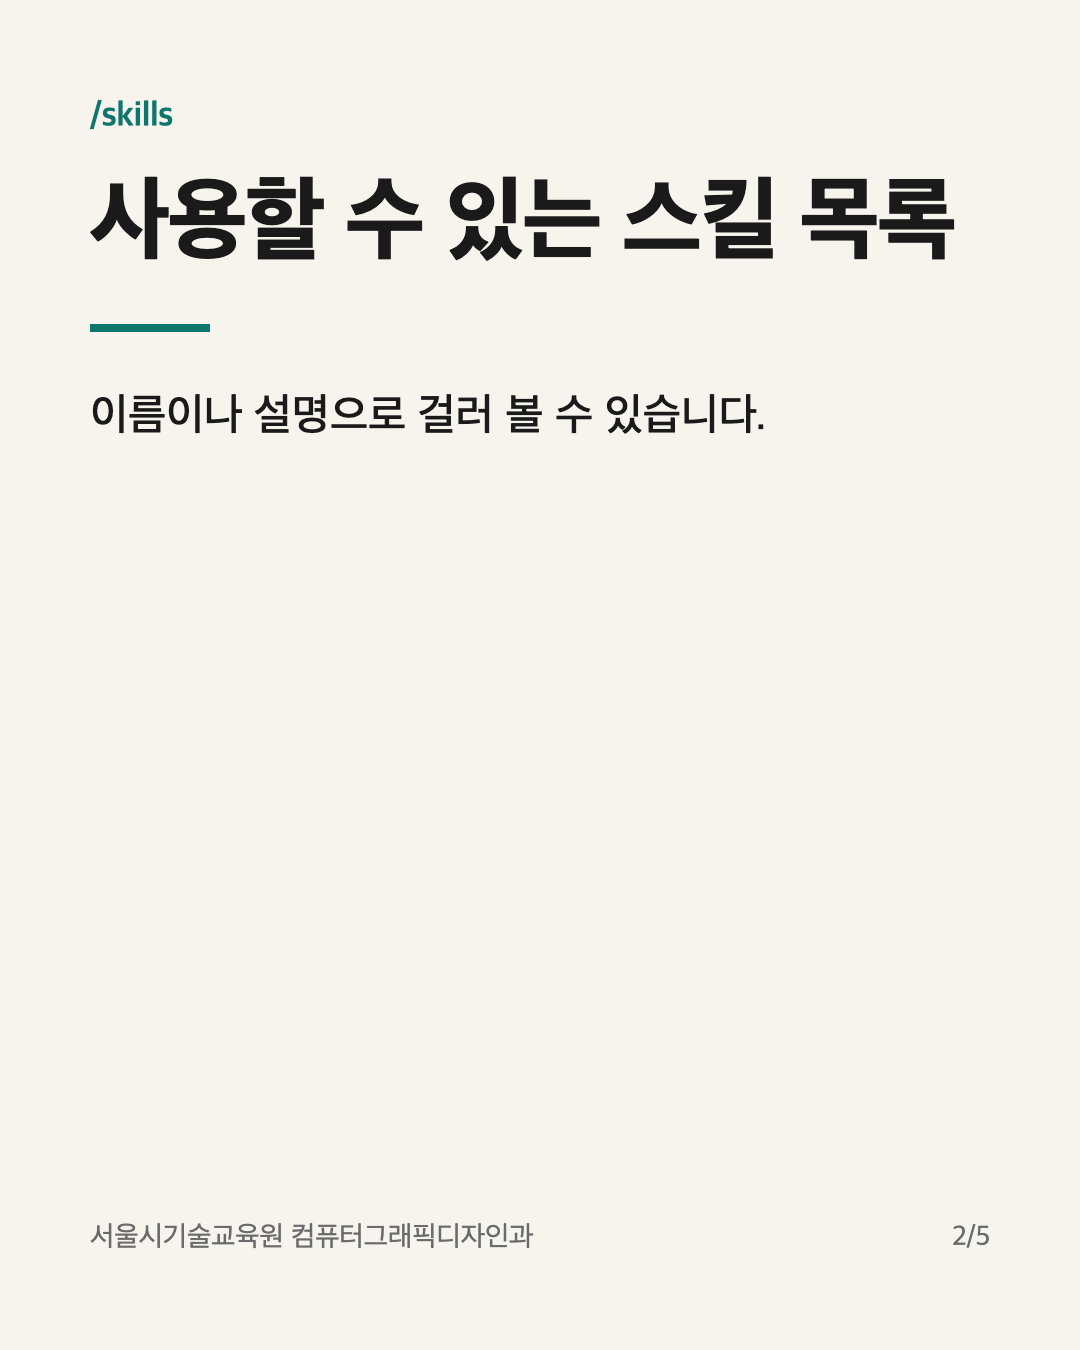 /skills
사용할 수 있는 스킬 목록
이름이나 설명으로 걸러 볼 수 있습니다.
서울시기술교육원 컴퓨터그래픽디자인과
2/5